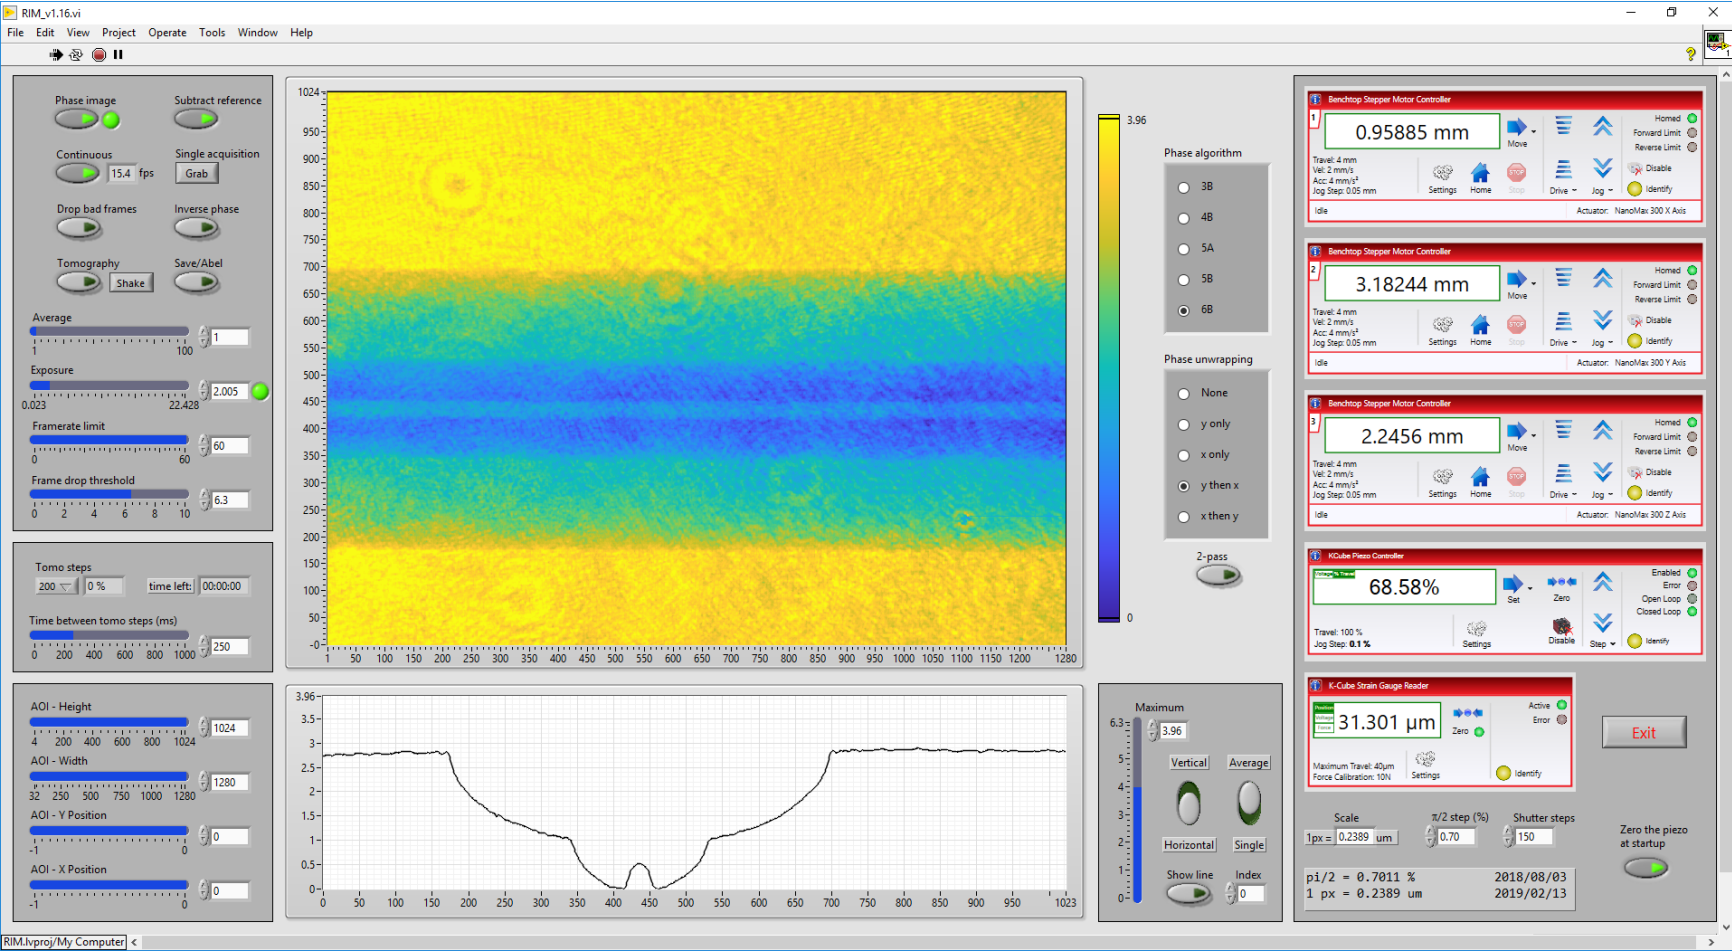 RIM_v1.16.vi
File Edit View Project Operate Tools Window Help
Phase image Subtract reference
Continuous Single acquisition
15.4 fps Grab
Drop bad frames Inverse phase
Tomography Save/Abel
Shake
Average
1 100 1
Exposure
0.023 22.428 2.005
Framerate limit
0 60 60
Frame drop threshold
0 2 4 6 8 10 6.3
Tomo steps
200 0 % time left: 00:00:00
Time between tomo steps (ms)
0 200 400 600 800 1000 250
AOI - Height
4 200 400 600 800 1024 1024
AOI - Width
32 250 500 750 1000 1280 1280
AOI - Y Position
-1 0 0
AOI - X Position
-1 0 0
1024
950
900
850
800
750
700
650
600
550
500
450
400
350
300
250
200
150
100
50
-0
1 50 100 150 200 250 300 350 400 450 500 550 600 650 700 750 800 850 900 950 1000 1050 1100 1150 1200 1280
3.96
0
3.96
3.5
3
2.5
2
1.5
1
0.5
0
0 50 100 150 200 250 300 350 400 450 500 550 600 650 700 750 800 850 900 950 1023
Phase algorithm
3B
4B
5A
5B
6B
Phase unwrapping
None
y only
x only
y then x
x then y
2-pass
Maximum
6.3 3.96
5
4
3
2
1
0
Vertical Average
Horizontal Single
Show line Index
0
Benchtop Stepper Motor Controller
1 0.95885 mm Move Homed
Forward Limit
Reverse Limit
Travel: 4 mm
Vel: 2 mm/s
Acc: 4 mm/s²
Jog Step: 0.05 mm
Settings Home Stop Drive Jog Disable
Identify
Idle Actuator: NanoMax 300 X Axis
Benchtop Stepper Motor Controller
2 3.18244 mm Move Homed
Forward Limit
Reverse Limit
Travel: 4 mm
Vel: 2 mm/s
Acc: 4 mm/s²
Jog Step: 0.05 mm
Settings Home Stop Drive Jog Disable
Identify
Idle Actuator: NanoMax 300 Y Axis
Benchtop Stepper Motor Controller
3 2.2456 mm Move Homed
Forward Limit
Reverse Limit
Travel: 4 mm
Vel: 2 mm/s
Acc: 4 mm/s²
Jog Step: 0.05 mm
Settings Home Stop Drive Jog Disable
Identify
Idle Actuator: NanoMax 300 Z Axis
KCube Piezo Controller
Voltage % Travel 68.58% Set Zero Enabled
Error
Open Loop
Closed Loop
Travel: 100 %
Jog Step: 0.1 %
Settings Disable Step Identify
K-Cube Strain Gauge Reader
Position
Voltage
Force
31.301 µm Zero Active
Error
Maximum Travel: 40µm
Force Calibration: 10N
Settings Identify
Exit
Scale π/2 step (%) Shutter steps
1px = 0.2389 um 0.70 150
Zero the piezo
at startup
pi/2 = 0.7011 % 2018/08/03
1 px = 0.2389 um 2019/02/13
RIM.lvproj/My Computer